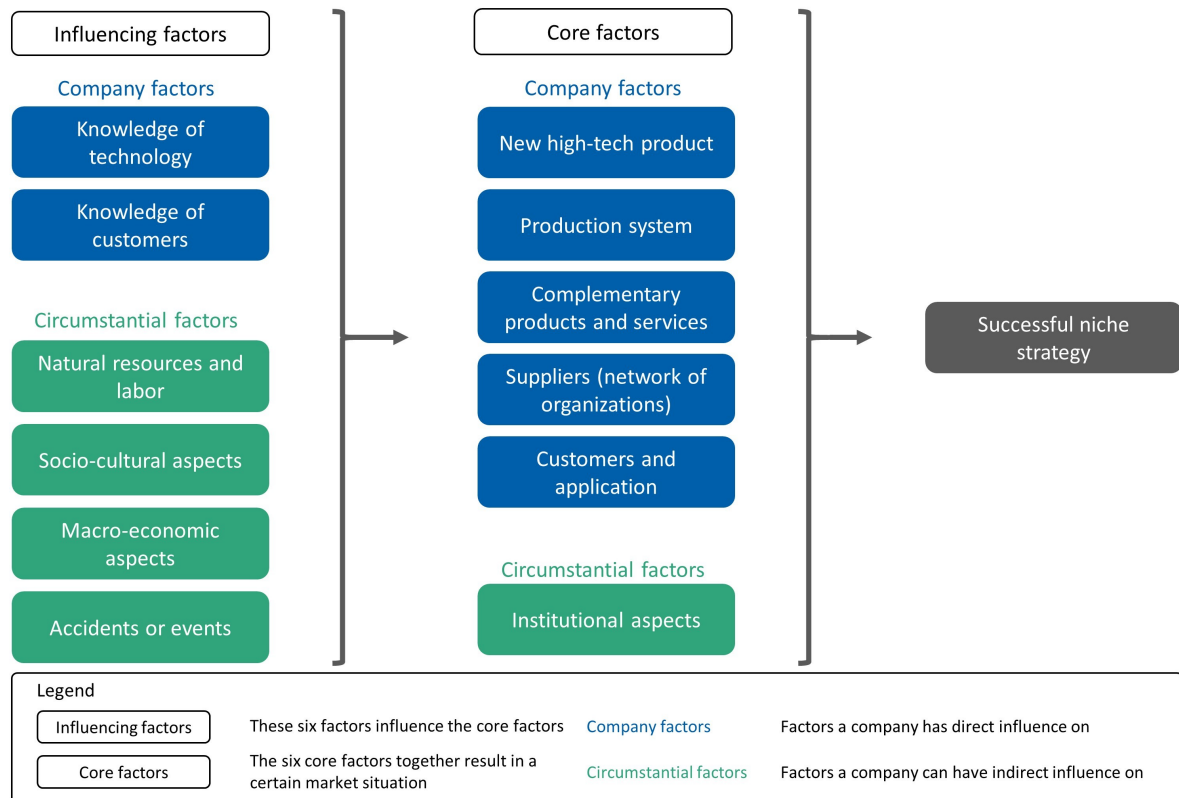 Influencing factors
Company factors
Knowledge of
technology
Knowledge of
customers
Circumstantial factors
Natural resources and
labor
Socio-cultural aspects
Macro-economic
aspects
Accidents or events
Core factors
Company factors
New high-tech product
Production system
Complementary
products and services
Suppliers (network of
organizations)
Customers and
application
Circumstantial factors
Institutional aspects
Successful niche
strategy
Legend
Influencing factors
These six factors influence the core factors
Company factors
Factors a company has direct influence on
Core factors
The six core factors together result in a
certain market situation
Circumstantial factors
Factors a company can have indirect influence on